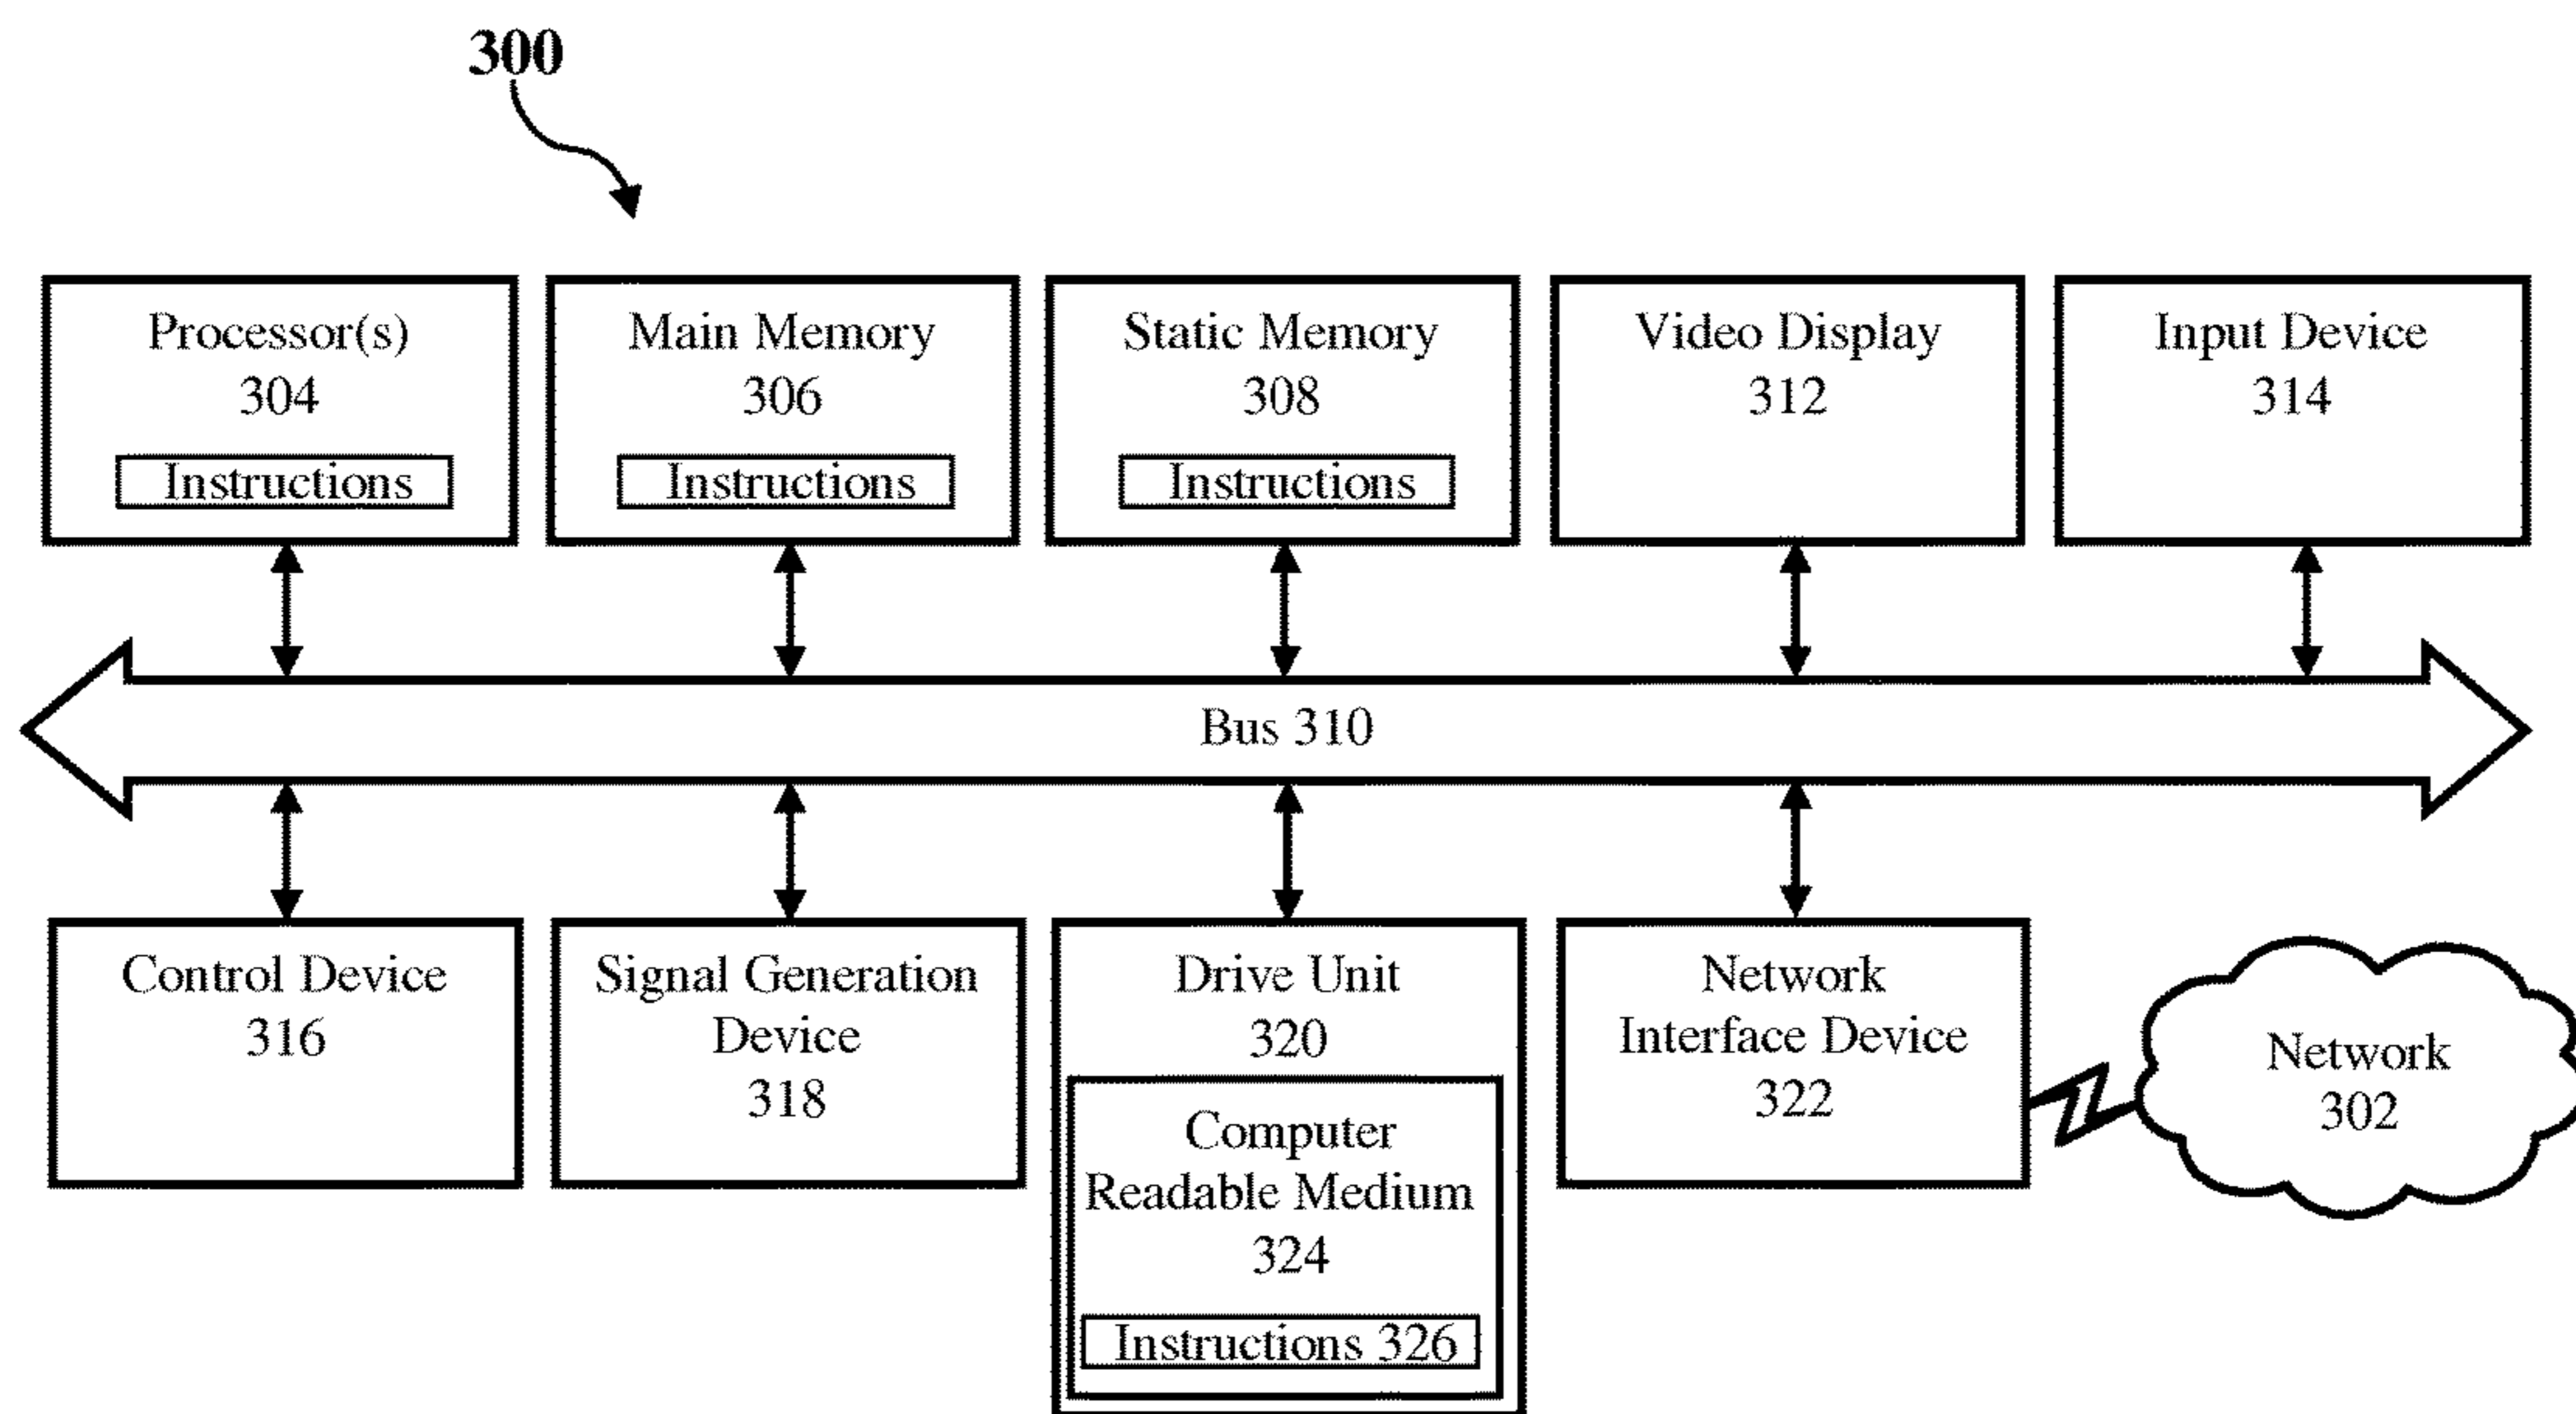 300
Processor(s)
304
Instructions
Main Memory
306
Instructions
Static Memory
308
Instructions
Video Display
312
Input Device
314
Bus 310
Control Device
316
Signal Generation
Device
318
Drive Unit
320
Computer
Readable Medium
324
Instructions 326
Network
Interface Device
322
Network
302